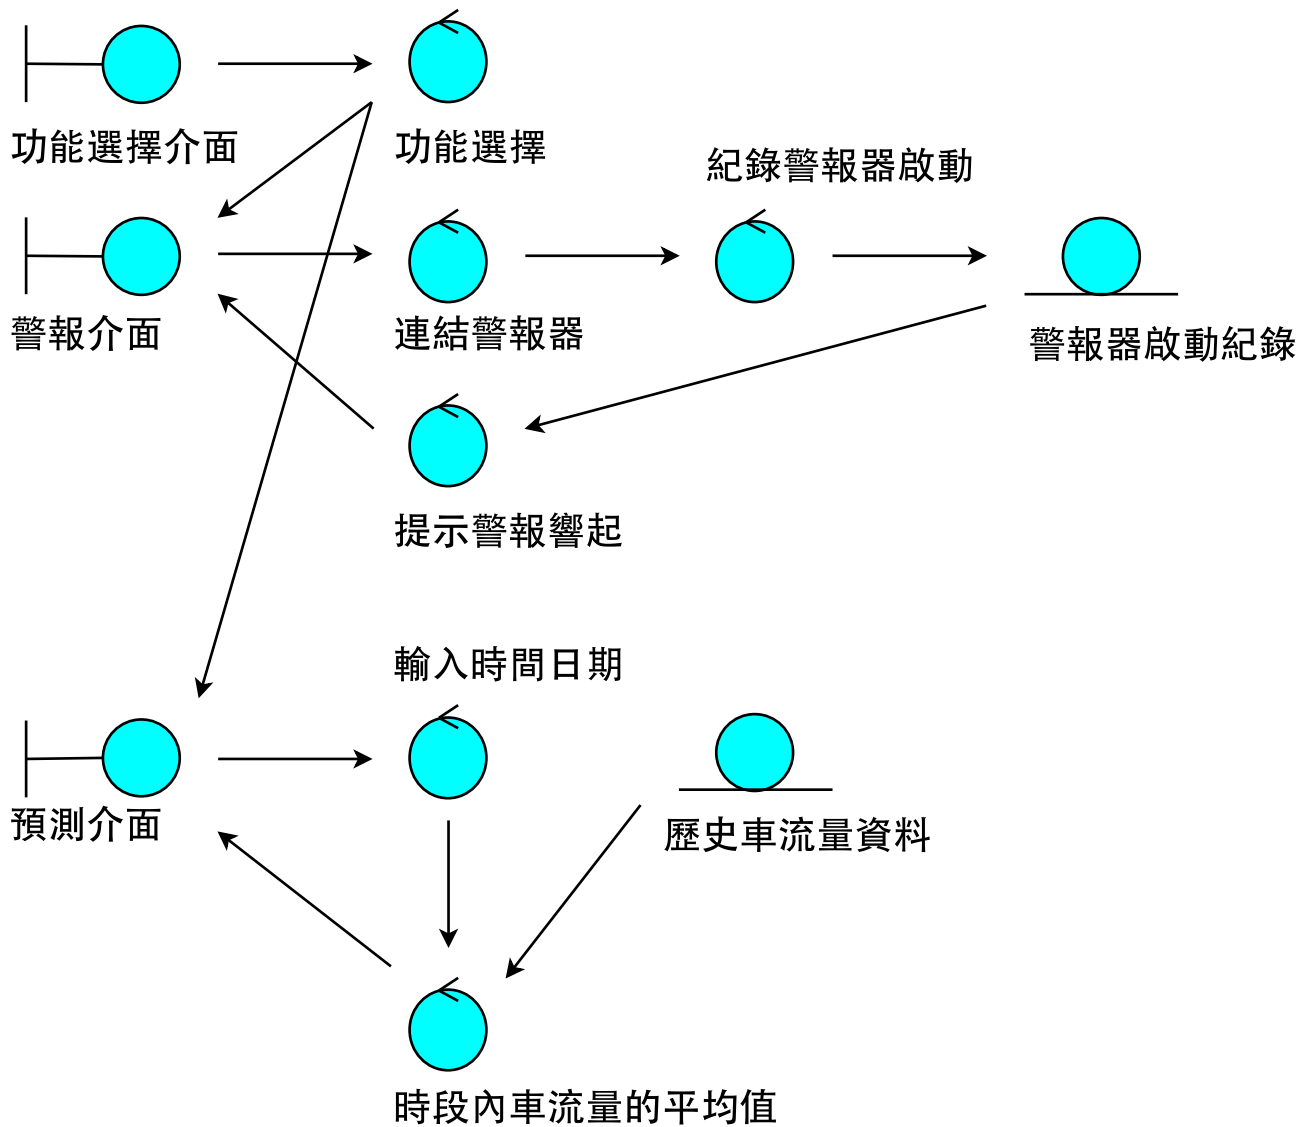 功能選擇介面
功能選擇
紀錄警報器啟動
警報介面
連結警報器
警報器啟動紀錄
提示警報響起
輸入時間日期
預測介面
歷史車流量資料
時段內車流量的平均值